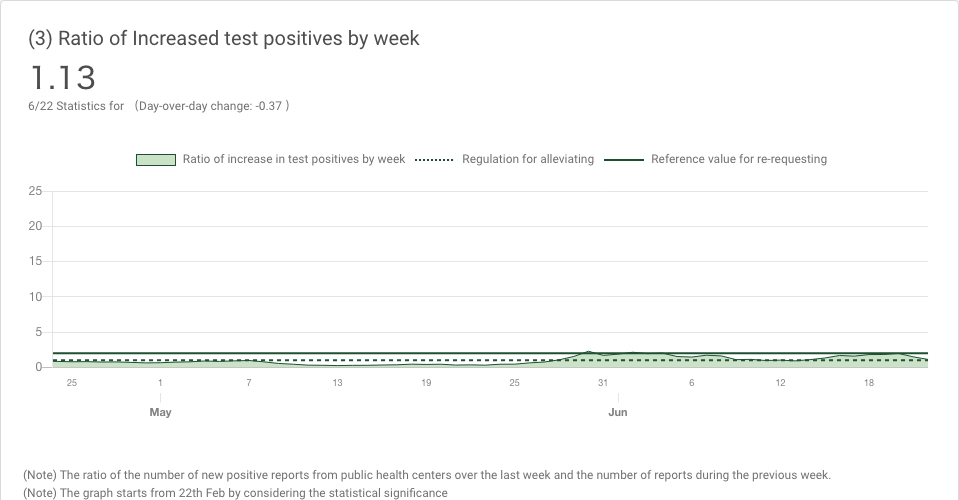 (3) Ratio of Increased test positives by week
1.13
6/22 Statistics for （Day-over-day change: -0.37 ）
Ratio of increase in test positives by week Regulation for alleviating Reference value for re-requesting
25
20
15
10
5
0
25 1 7 13 19 25 31 6 12 18
May Jun
(Note) The ratio of the number of new positive reports from public health centers over the last week and the number of reports during the previous week.
(Note) The graph starts from 22th Feb by considering the statistical significance